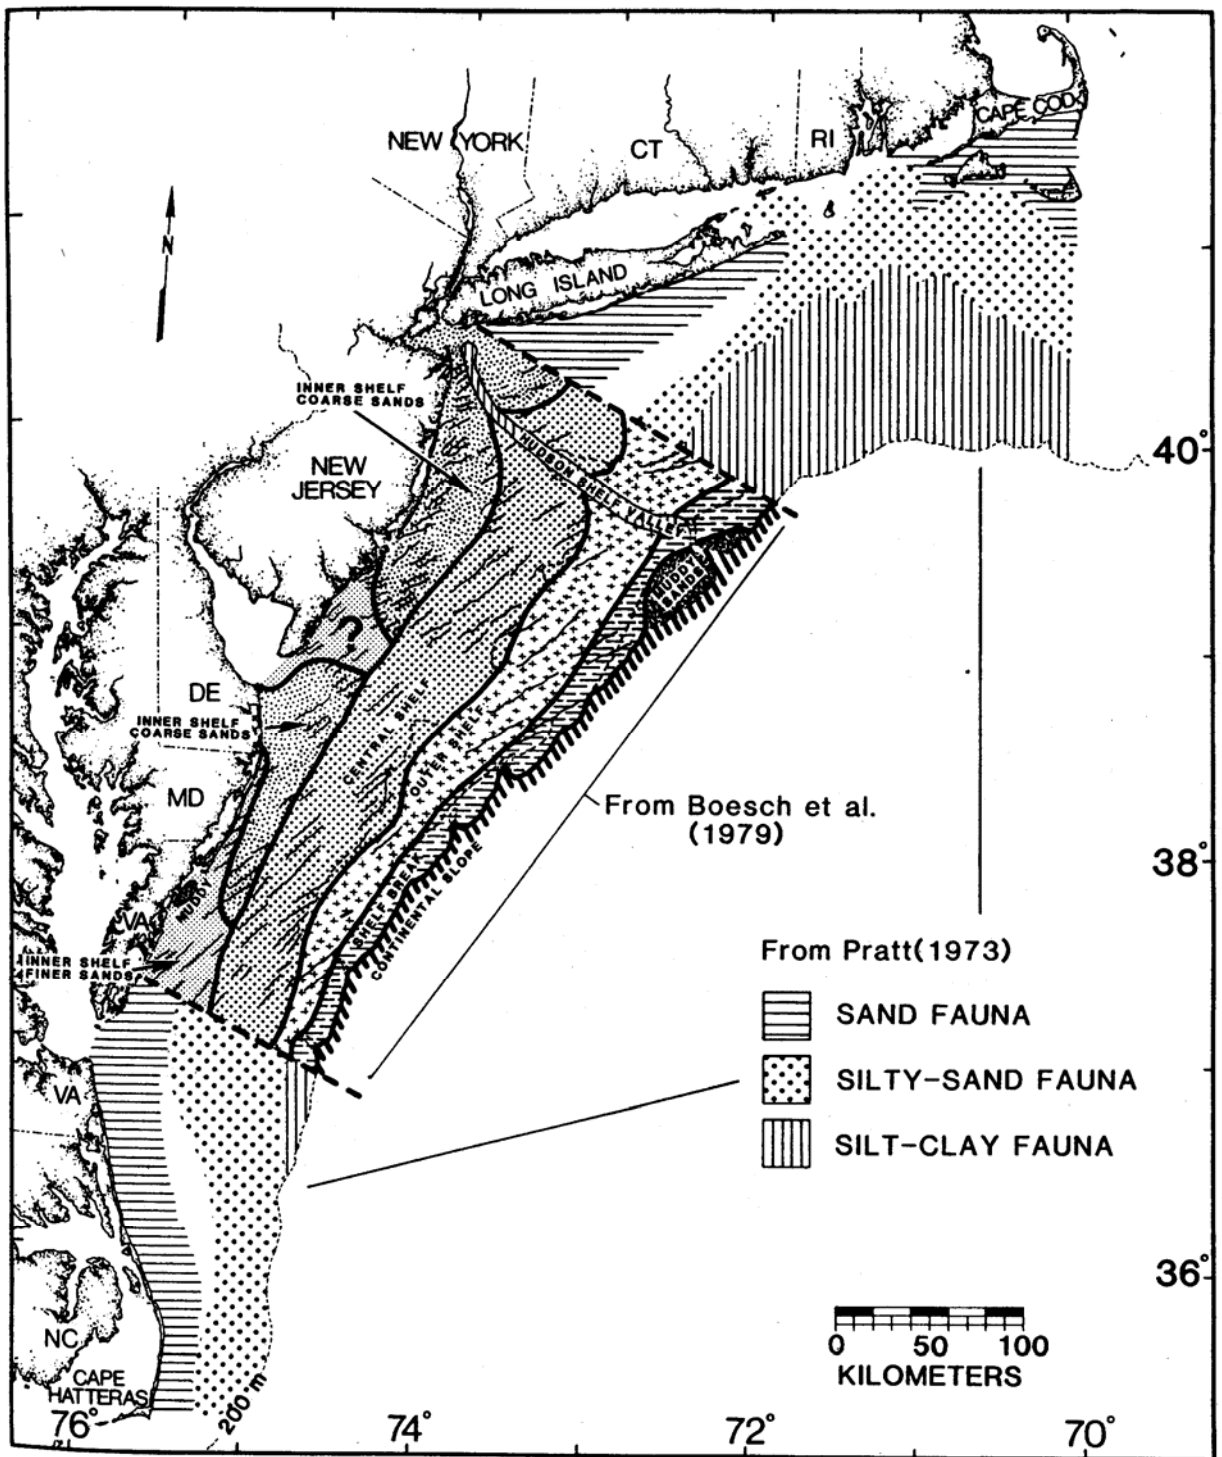 CAPE COD
NEW YORK
CT
RI
N
LONG ISLAND
INNER SHELF
COARSE SANDS
NEW
JERSEY
HUDSON SHELF VALLEY
40°
MUDDY
SANDS
?
DE
INNER SHELF
COARSE SANDS
CENTRAL SHELF
OUTER SHELF
MD
From Boesch et al.
(1979)
38°
SHELF BREAK
CONTINENTAL SLOPE
MUDDY
VA
INNER SHELF
FINER SANDS
From Pratt(1973)
SAND FAUNA
SILTY-SAND FAUNA
SILT-CLAY FAUNA
VA
36°
NC
CAPE
HATTERAS
200 m
0 50 100
KILOMETERS
76° 74° 72° 70°